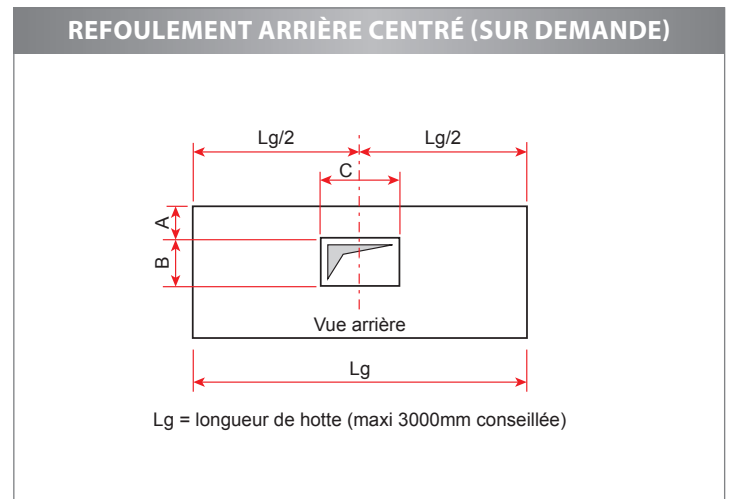 REFOULEMENT ARRIÈRE CENTRÉ (SUR DEMANDE)
Lg/2
Lg/2
C
A
B
Vue arrière
Lg
Lg = longueur de hotte (maxi 3000mm conseillée)